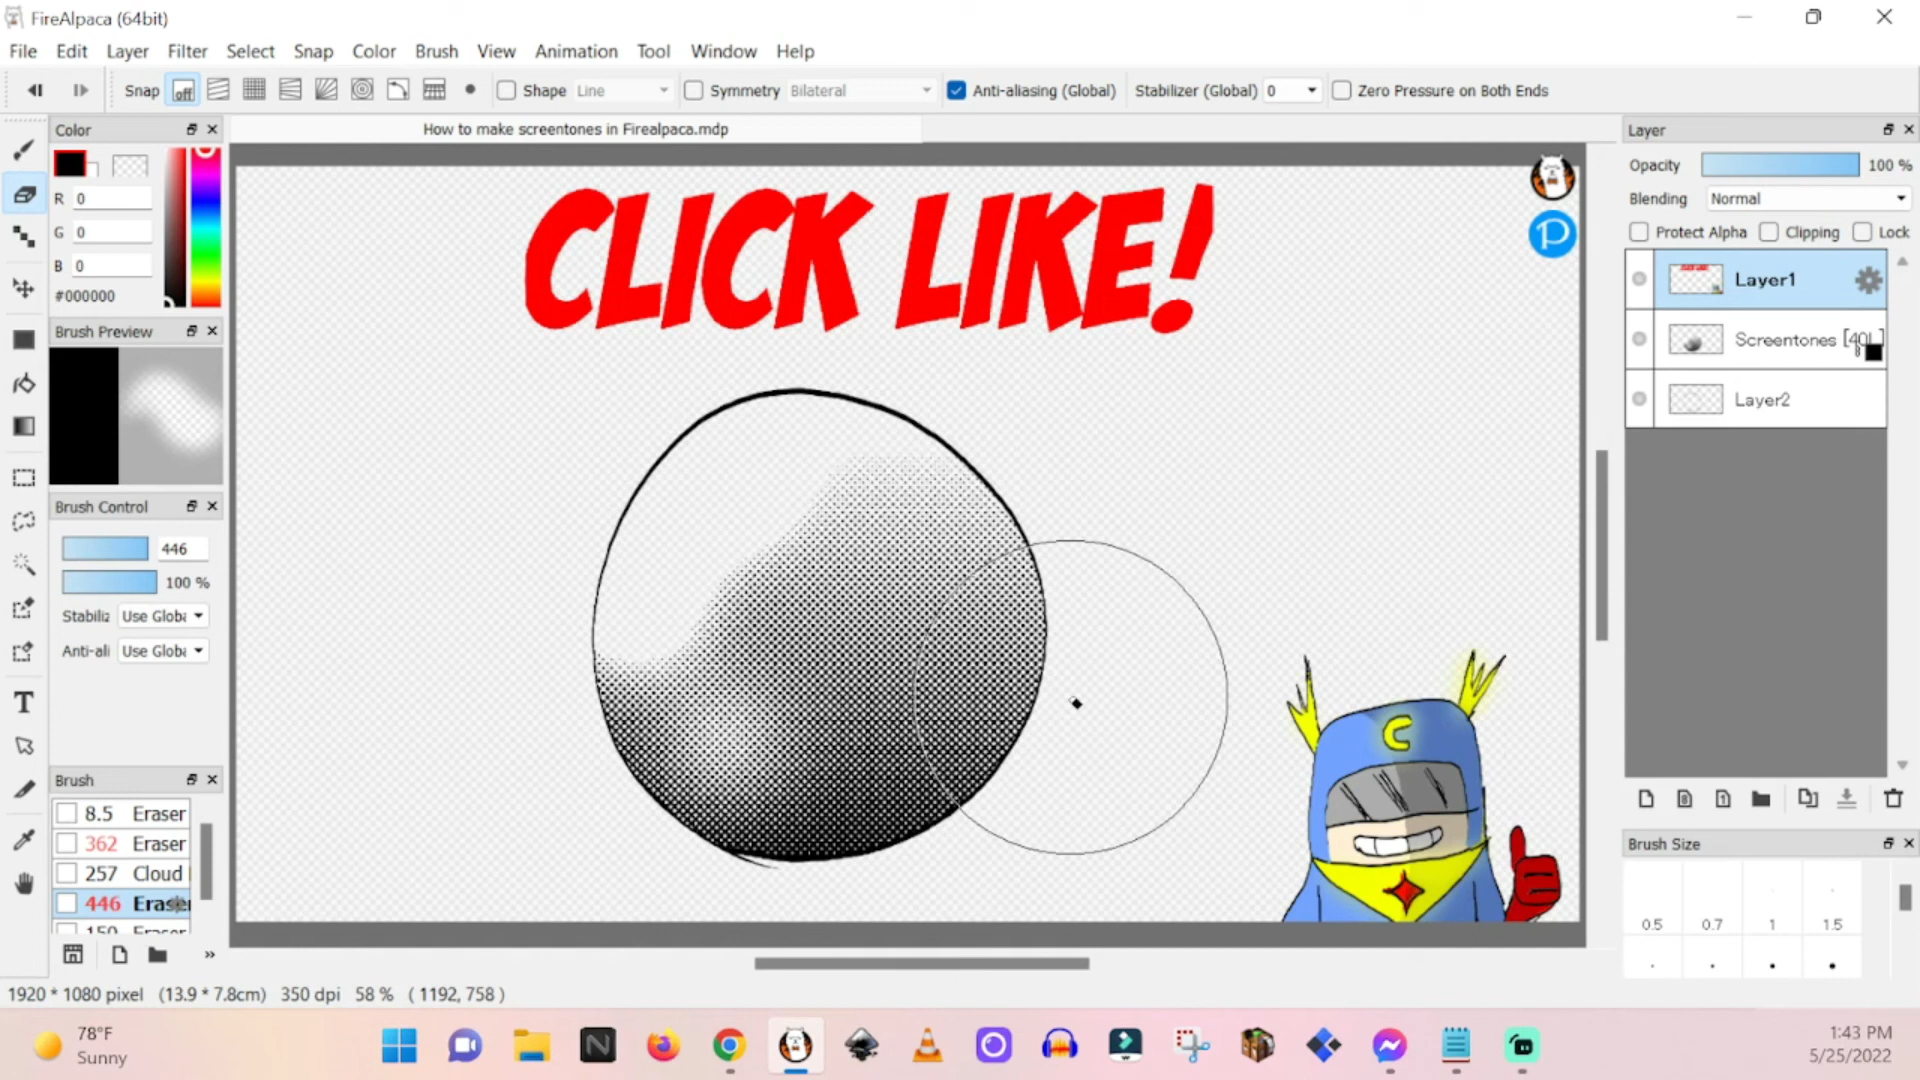 FireAlpaca (64bit)
File Edit Layer Filter Select Snap Color Brush View Animation Tool Window Help
Snap off Shape Line Symmetry Bilateral Anti-aliasing (Global) Stabilizer (Global) 0 Zero Pressure on Both Ends
Color
How to make screentones in Firealpaca.mdp
Layer
R 0
G 0
B 0
#000000
Brush Preview
Brush Control
446
100 %
Stabiliz Use Globa
Anti-ali Use Globa
Brush
8.5 Eraser
362 Eraser
257 Cloud
446 Eraser
150 Eraser
CLICK LIKE!
P
C
Opacity 100 %
Blending Normal
Protect Alpha Clipping Lock
Layer1
Screentones [40L]
8
Layer2
8 1
Brush Size
0.5 0.7 1 1.5
T
»
1920 * 1080 pixel (13.9 * 7.8cm) 350 dpi 58 % ( 1192, 758 )
78°F
Sunny
N
1:43 PM
5/25/2022